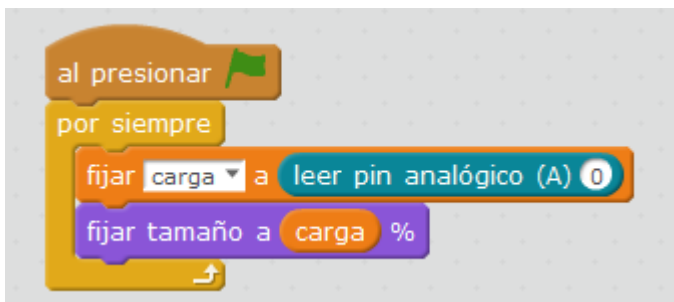 al presionar
por siempre
fijar carga a leer pin analógico (A) 0
fijar tamaño a carga %